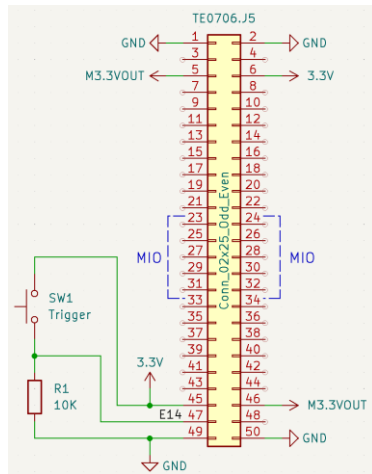 TE0706.J5
GND 1 2 GND
3 4
M3.3VOUT 5 6 3.3V
7 8
9 10
11 12
13 14
15 16
17 18
19 20
21 22
23 24
25 26
MIO 27 28 MIO
29 30
31 32
33 34
35 36
37 38
39 40
41 42
43 44
45 46 M3.3VOUT
E14 47 48
49 50 GND
Conn_02x25_Odd_Even
SW1
Trigger
3.3V
R1
10K
GND